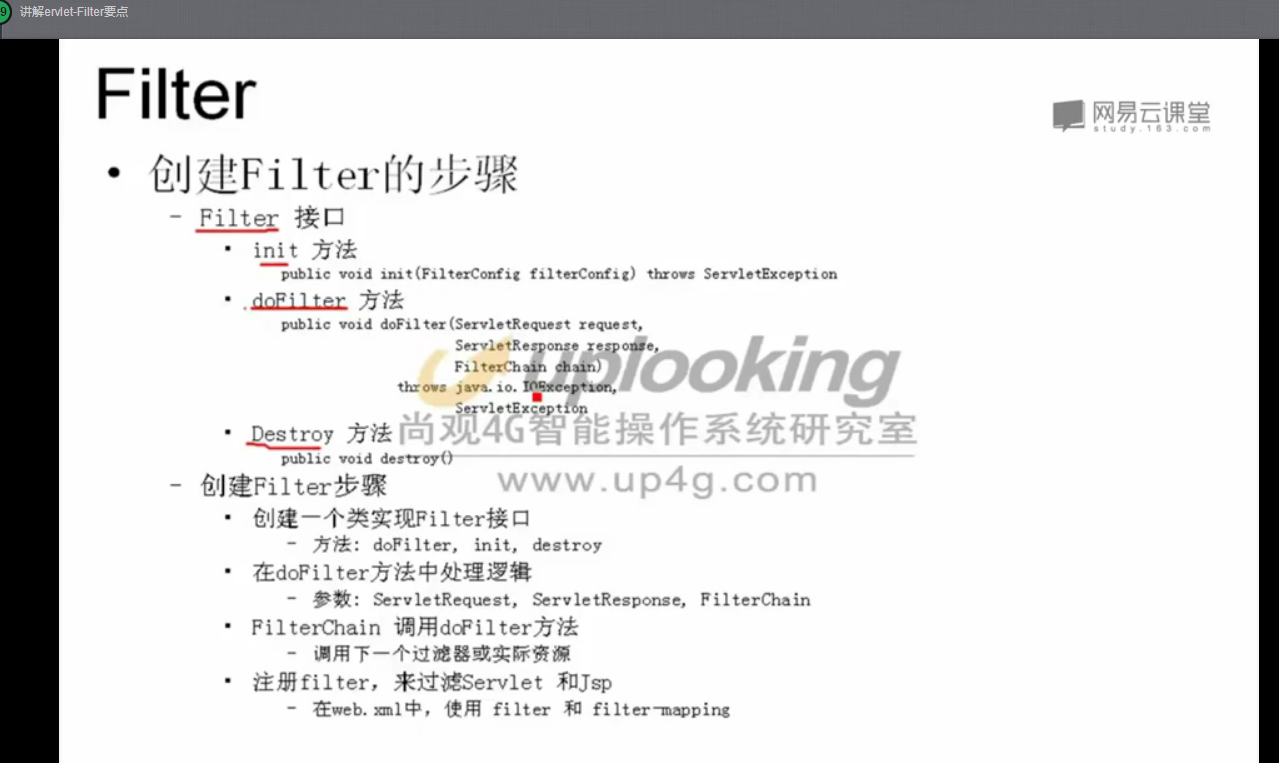 9 讲解ervlet-Filter要点
Filter
网易云课堂
study.163.com
• 创建Filter的步骤
– Filter 接口
▪ init 方法
public void init(FilterConfig filterConfig) throws ServletException
▪ doFilter 方法
public void doFilter(ServletRequest request,
ServletResponse response,
FilterChain chain)
throws java.io.IOException,
ServletException
uplooking
▪ Destroy 方法
尚观4G智能操作系统研究室
public void destroy()
www.up4g.com
– 创建Filter步骤
▪ 创建一个类实现Filter接口
– 方法: doFilter, init, destroy
▪ 在doFilter方法中处理逻辑
– 参数: ServletRequest, ServletResponse, FilterChain
▪ FilterChain 调用doFilter方法
– 调用下一个过滤器或实际资源
▪ 注册filter, 来过滤Servlet 和Jsp
– 在web.xml中, 使用 filter 和 filter-mapping